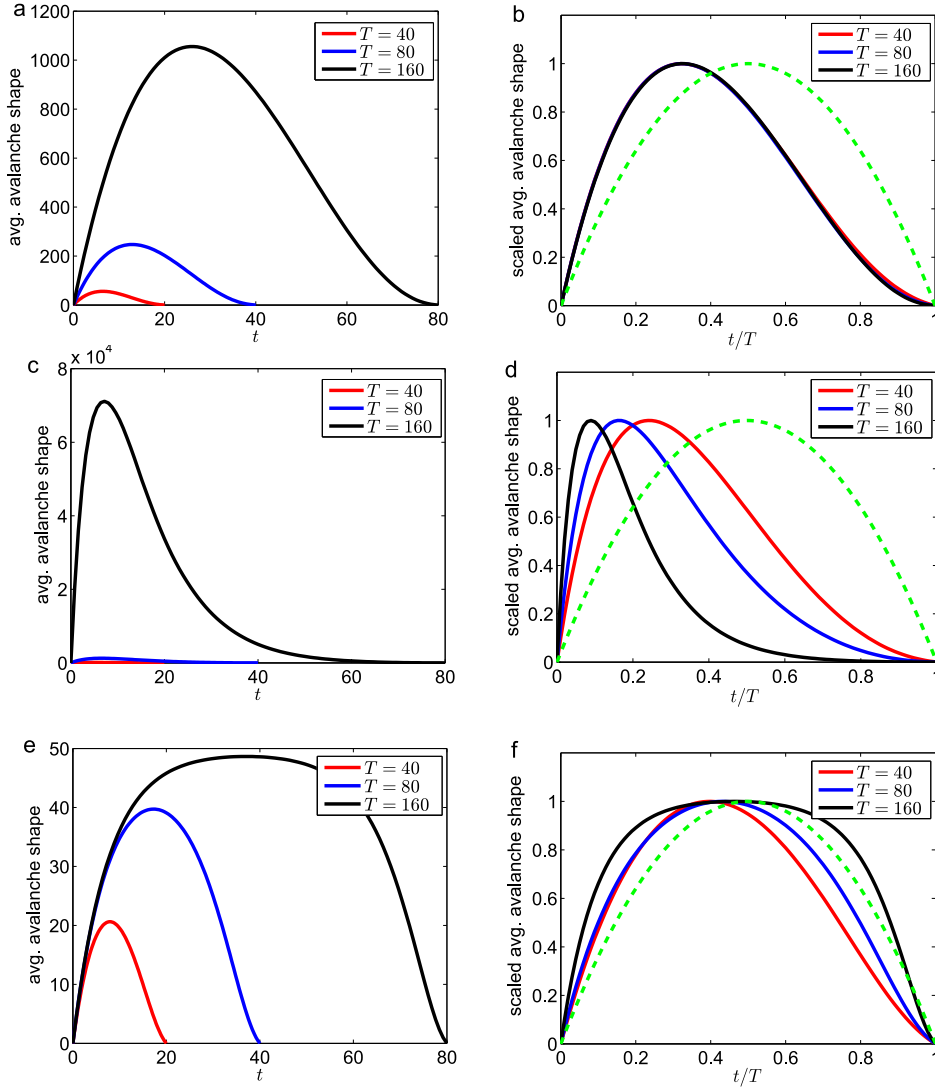 a
avg. avalanche shape
1200
1000
800
600
400
200
0
0 20 40 60 80
t
T = 40
T = 80
T = 160
b
scaled avg. avalanche shape
1
0.8
0.6
0.4
0.2
0
0 0.2 0.4 0.6 0.8 1
t/T
T = 40
T = 80
T = 160
c
x 10⁴
avg. avalanche shape
8
6
4
2
0
0 20 40 60 80
t
T = 40
T = 80
T = 160
d
scaled avg. avalanche shape
1
0.8
0.6
0.4
0.2
0
0 0.2 0.4 0.6 0.8 1
t/T
T = 40
T = 80
T = 160
e
avg. avalanche shape
50
40
30
20
10
0
0 20 40 60 80
t
T = 40
T = 80
T = 160
f
scaled avg. avalanche shape
1
0.8
0.6
0.4
0.2
0
0 0.2 0.4 0.6 0.8 1
t/T
T = 40
T = 80
T = 160